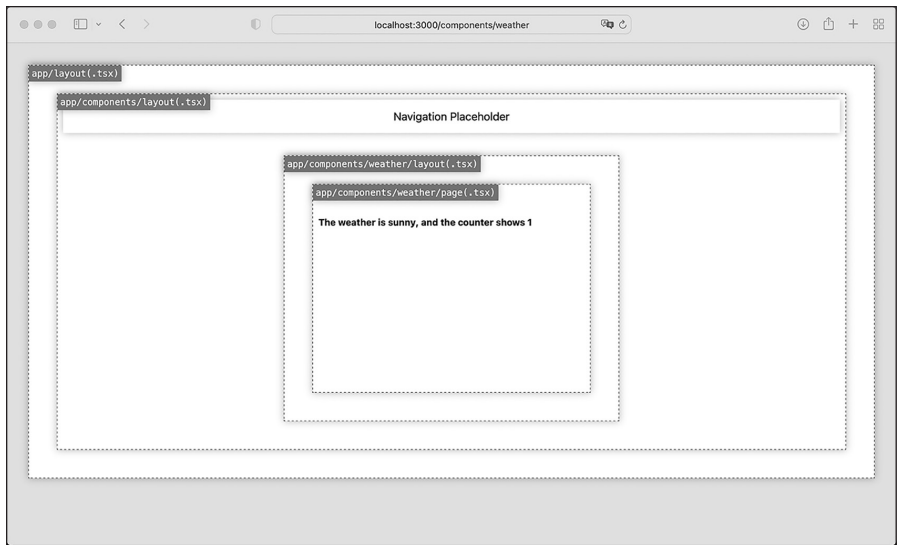 localhost:3000/components/weather
app/layout(.tsx)
app/components/layout(.tsx)
Navigation Placeholder
app/components/weather/layout(.tsx)
app/components/weather/page(.tsx)
The weather is sunny, and the counter shows 1